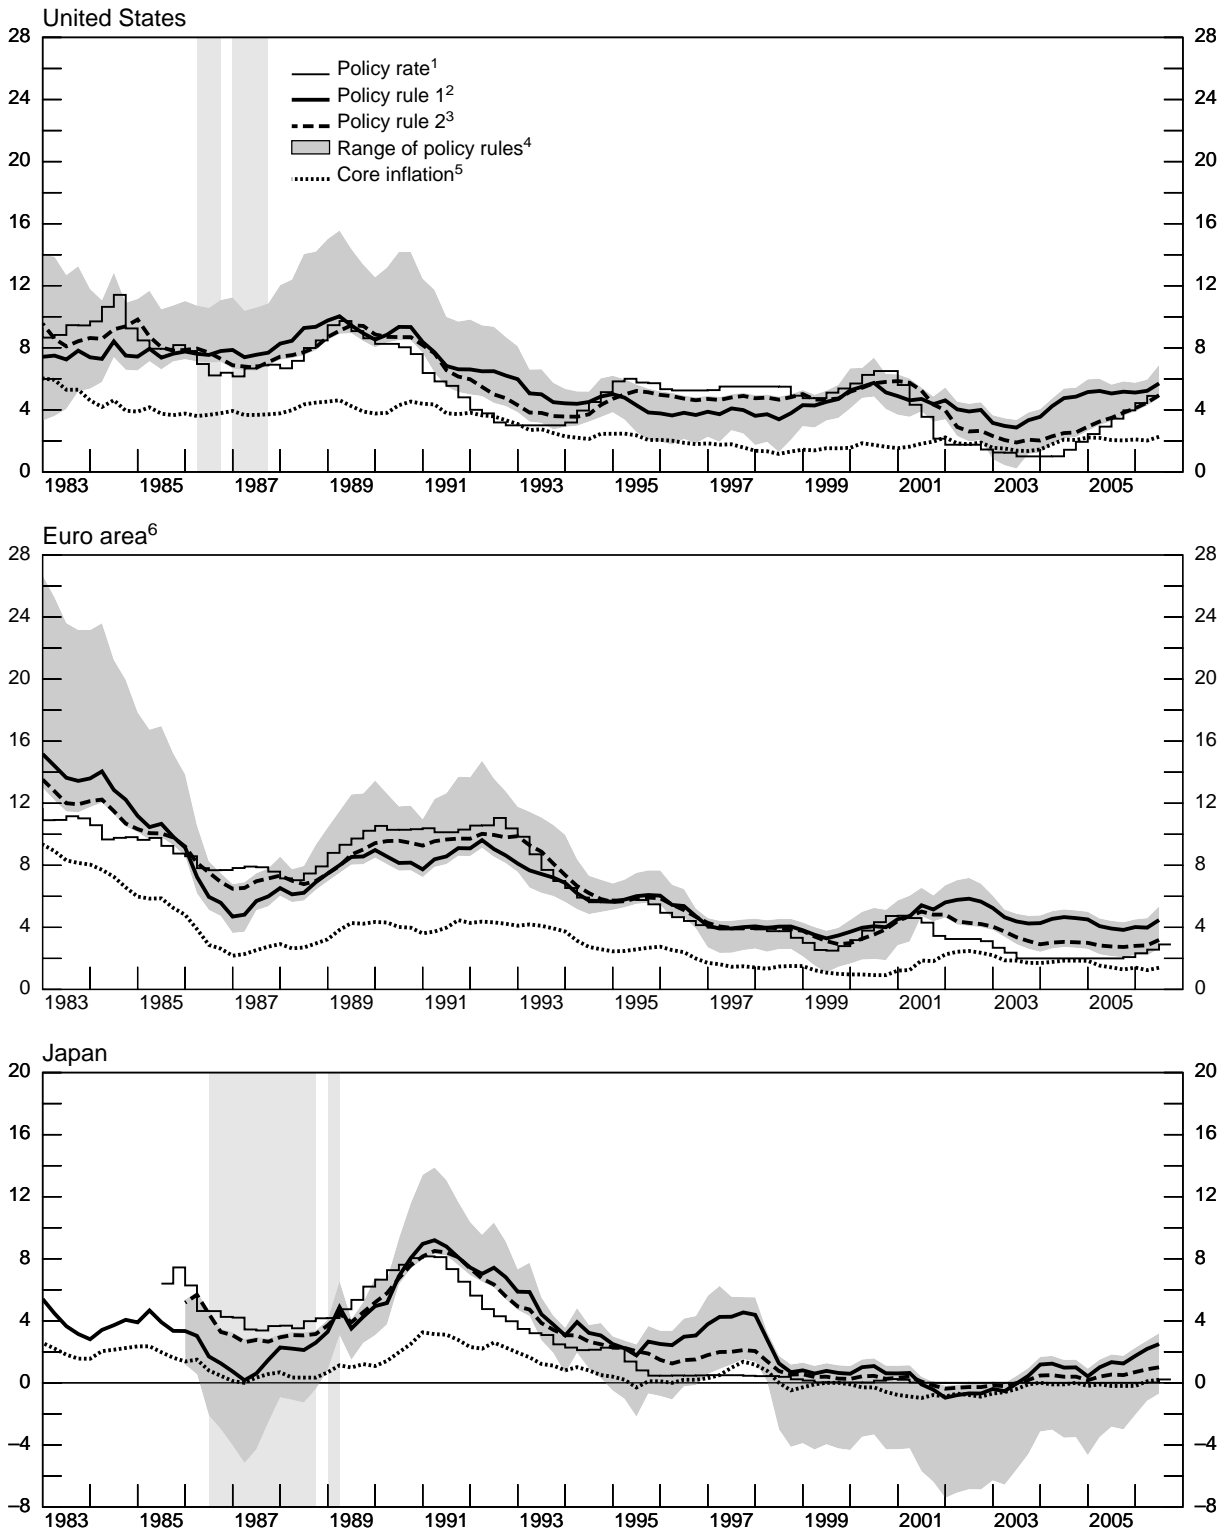 United States
28 28
24 24
20 20
16 16
12 12
8 8
4 4
0 0
Policy rate1
Policy rule 12
Policy rule 23
Range of policy rules4
Core inflation5
1983 1985 1987 1989 1991 1993 1995 1997 1999 2001 2003 2005
Euro area6
28 28
24 24
20 20
16 16
12 12
8 8
4 4
0 0
1983 1985 1987 1989 1991 1993 1995 1997 1999 2001 2003 2005
Japan
20 20
16 16
12 12
8 8
4 4
0 0
−4 −4
−8 −8
1983 1985 1987 1989 1991 1993 1995 1997 1999 2001 2003 2005